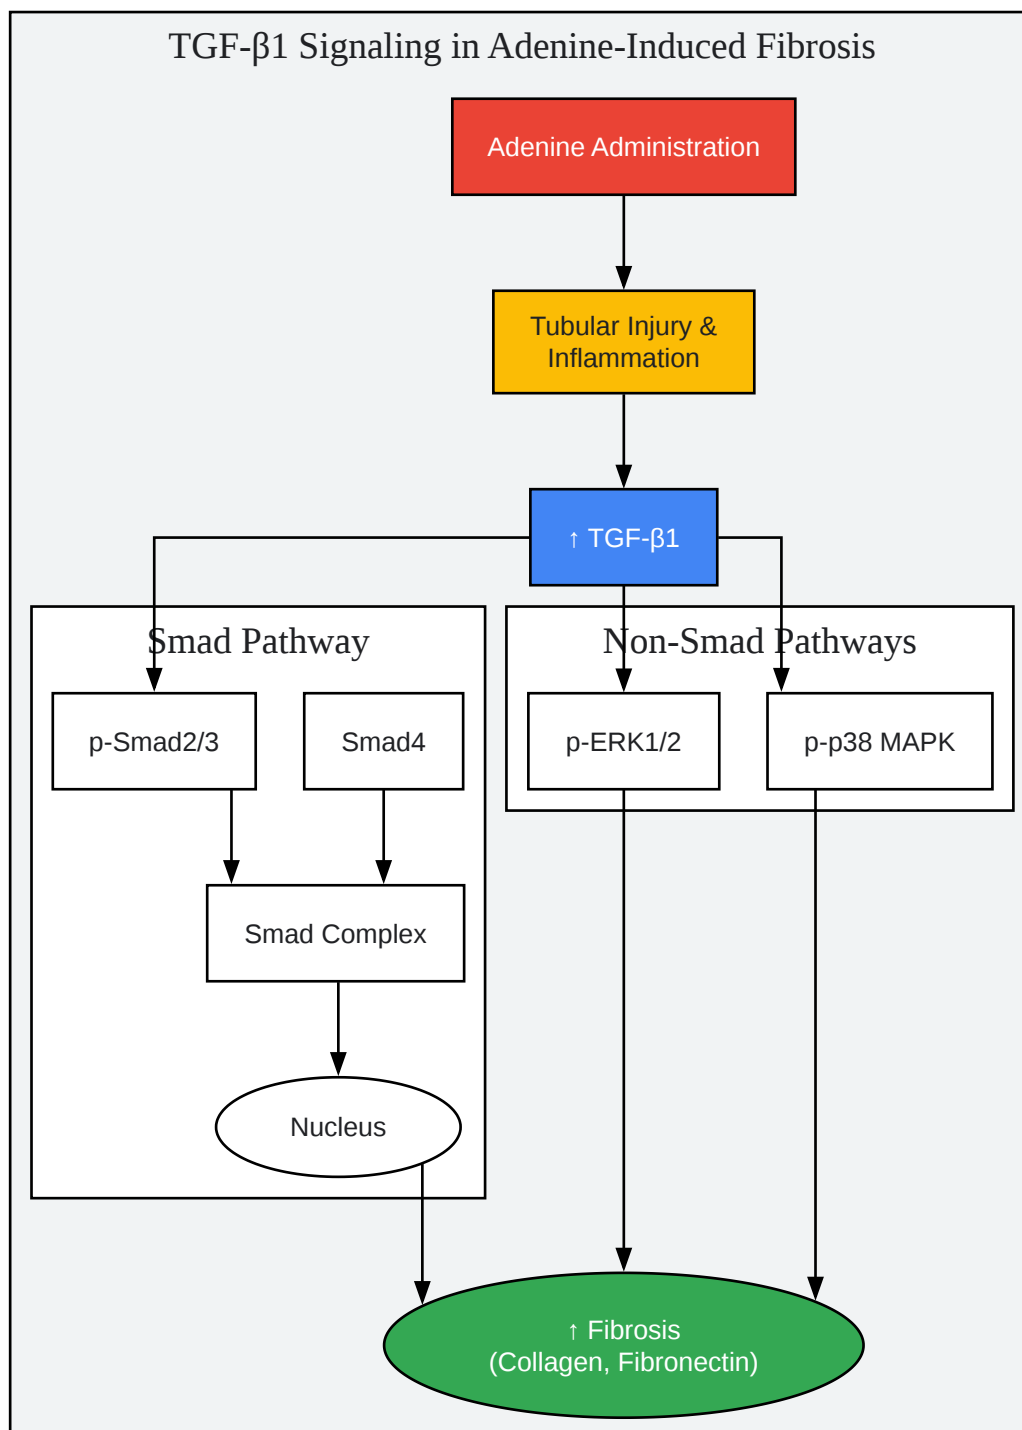 TGF-β1 Signaling in Adenine-Induced Fibrosis
Adenine Administration
Tubular Injury &
Inflammation
↑ TGF-β1
Smad Pathway
Non-Smad Pathways
p-Smad2/3
Smad4
p-ERK1/2
p-p38 MAPK
Smad Complex
Nucleus
↑ Fibrosis
(Collagen, Fibronectin)